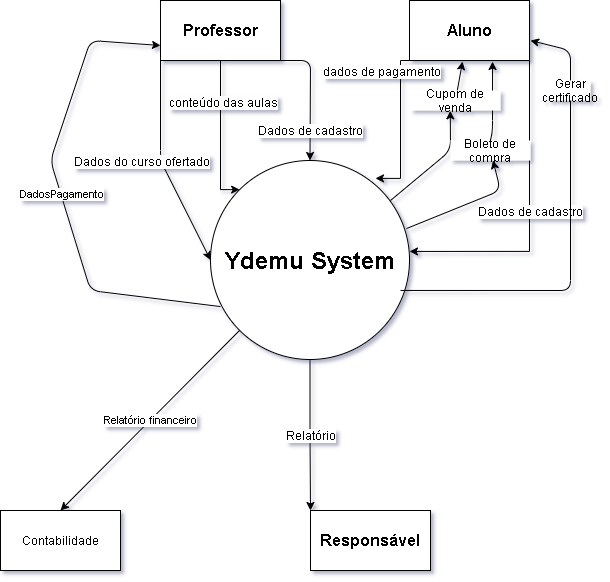 Professor
Aluno
dados de pagamento
Gerar
certificado
Cupom de
venda
conteúdo das aulas
Dados de cadastro
Boleto de
compra
Dados do curso ofertado
DadosPagamento
Dados de cadastro
Ydemu System
Relatório financeiro
Relatório
Contabilidade
Responsável